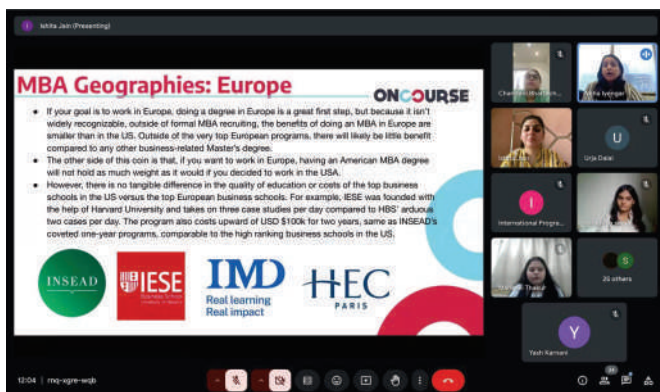 Ishita Jain (Presenting)
MBA Geographies: Europe
ONCOURSE
● If your goal is to work in Europe, doing a degree in Europe is a great first step, but because it isn't
widely recognizable, outside of formal MBA recruiting, the benefits of doing an MBA in Europe are
smaller than in the US. Outside of the very top European programs, there will likely be little benefit
compared to any other business-related Master's degree.
● The other side of this coin is that, if you want to work in Europe, having an American MBA degree
will not hold as much weight as it would if you decided to work in the USA.
● However, there is no tangible difference in the quality of education or costs of the top business
schools in the US versus the top European business schools. For example, IESE was founded with
the help of Harvard University and takes on three case studies per day compared to HBS' arduous
two cases per day. The program also costs upward of USD $100k for two years, same as INSEAD's
coveted one-year programs, comparable to the high ranking business schools in the US.
INSEAD
IESE
Business School
IMD
Real learning
Real impact
HEC
PARIS
Iyengar
Urja Dalal
International Progra...
Thakur
26 others
I
U
S
Y
Yash Karnani
12:04 | rnq-xgre-wqb